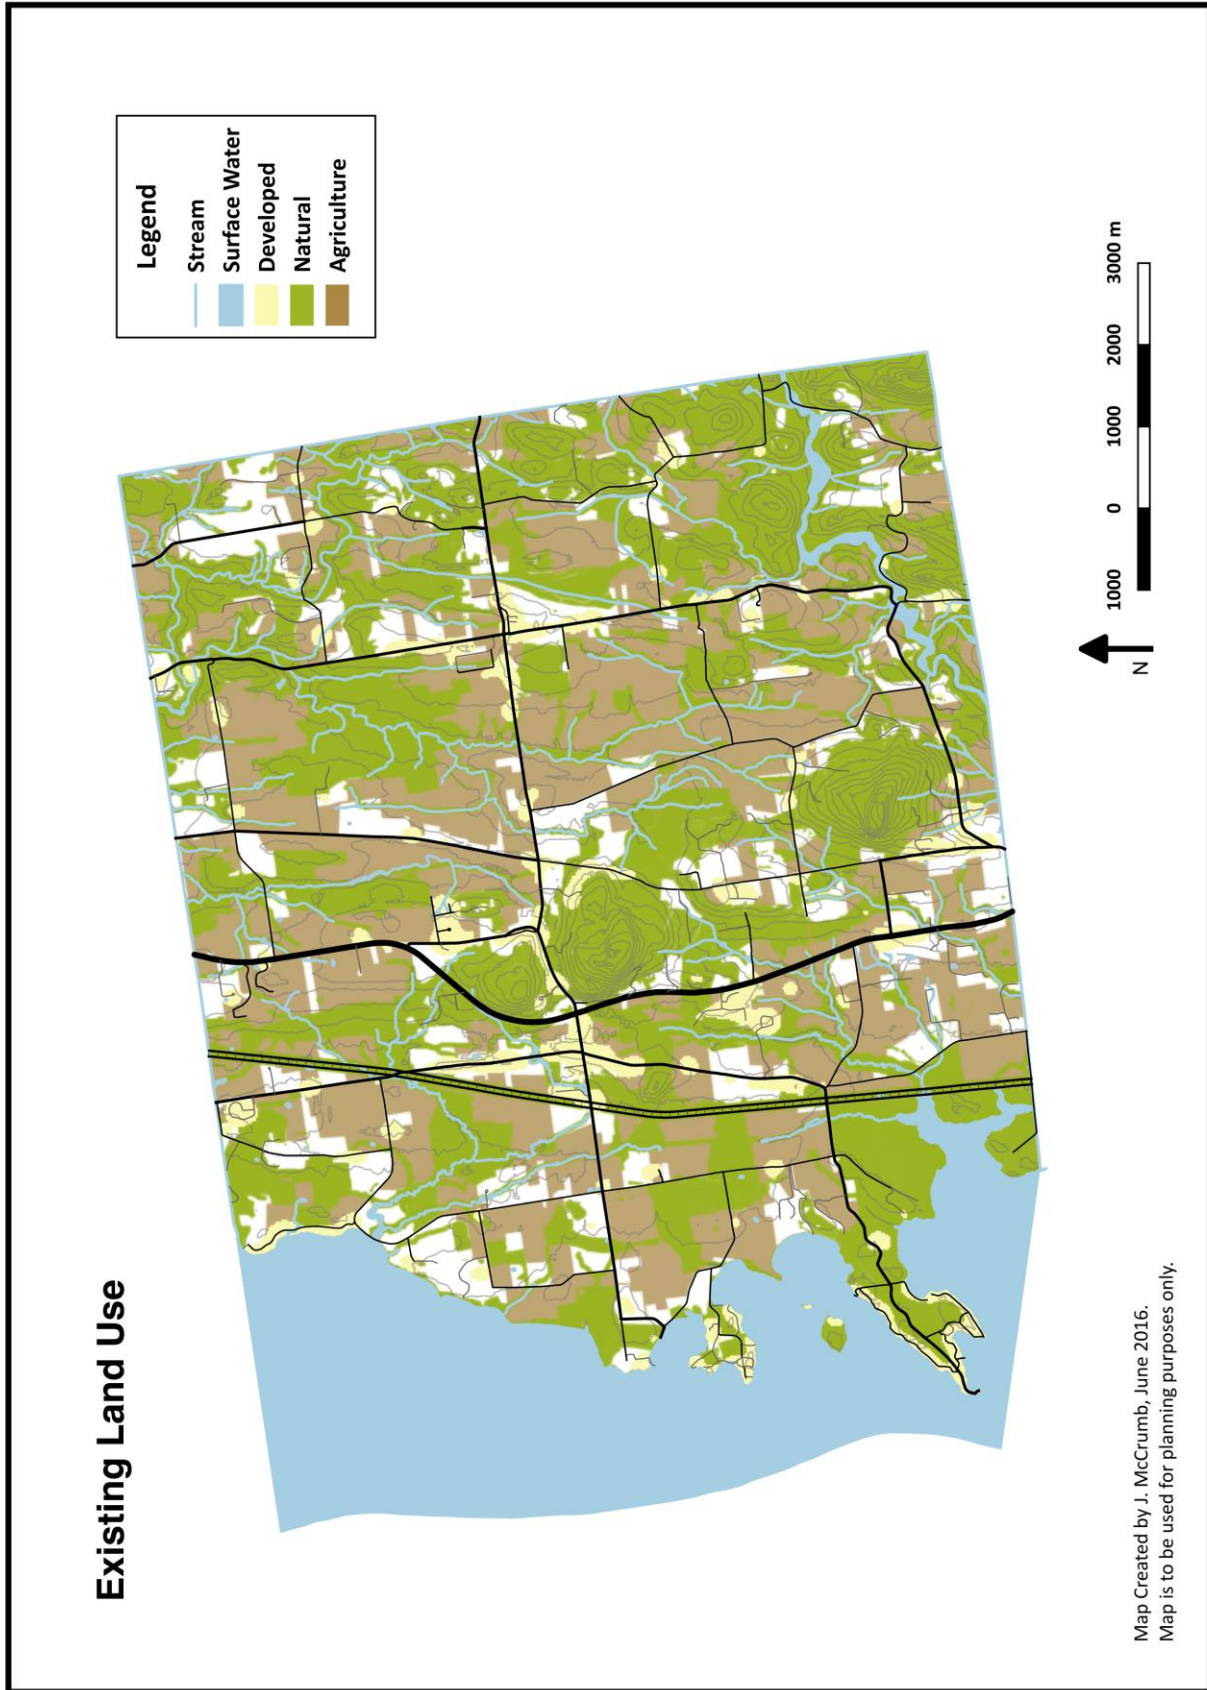 Existing Land Use
Legend
Stream
Surface Water
Developed
Natural
Agriculture
N
1000 0 1000 2000 3000 m
Map Created by J. McCrumb, June 2016.
Map is to be used for planning purposes only.